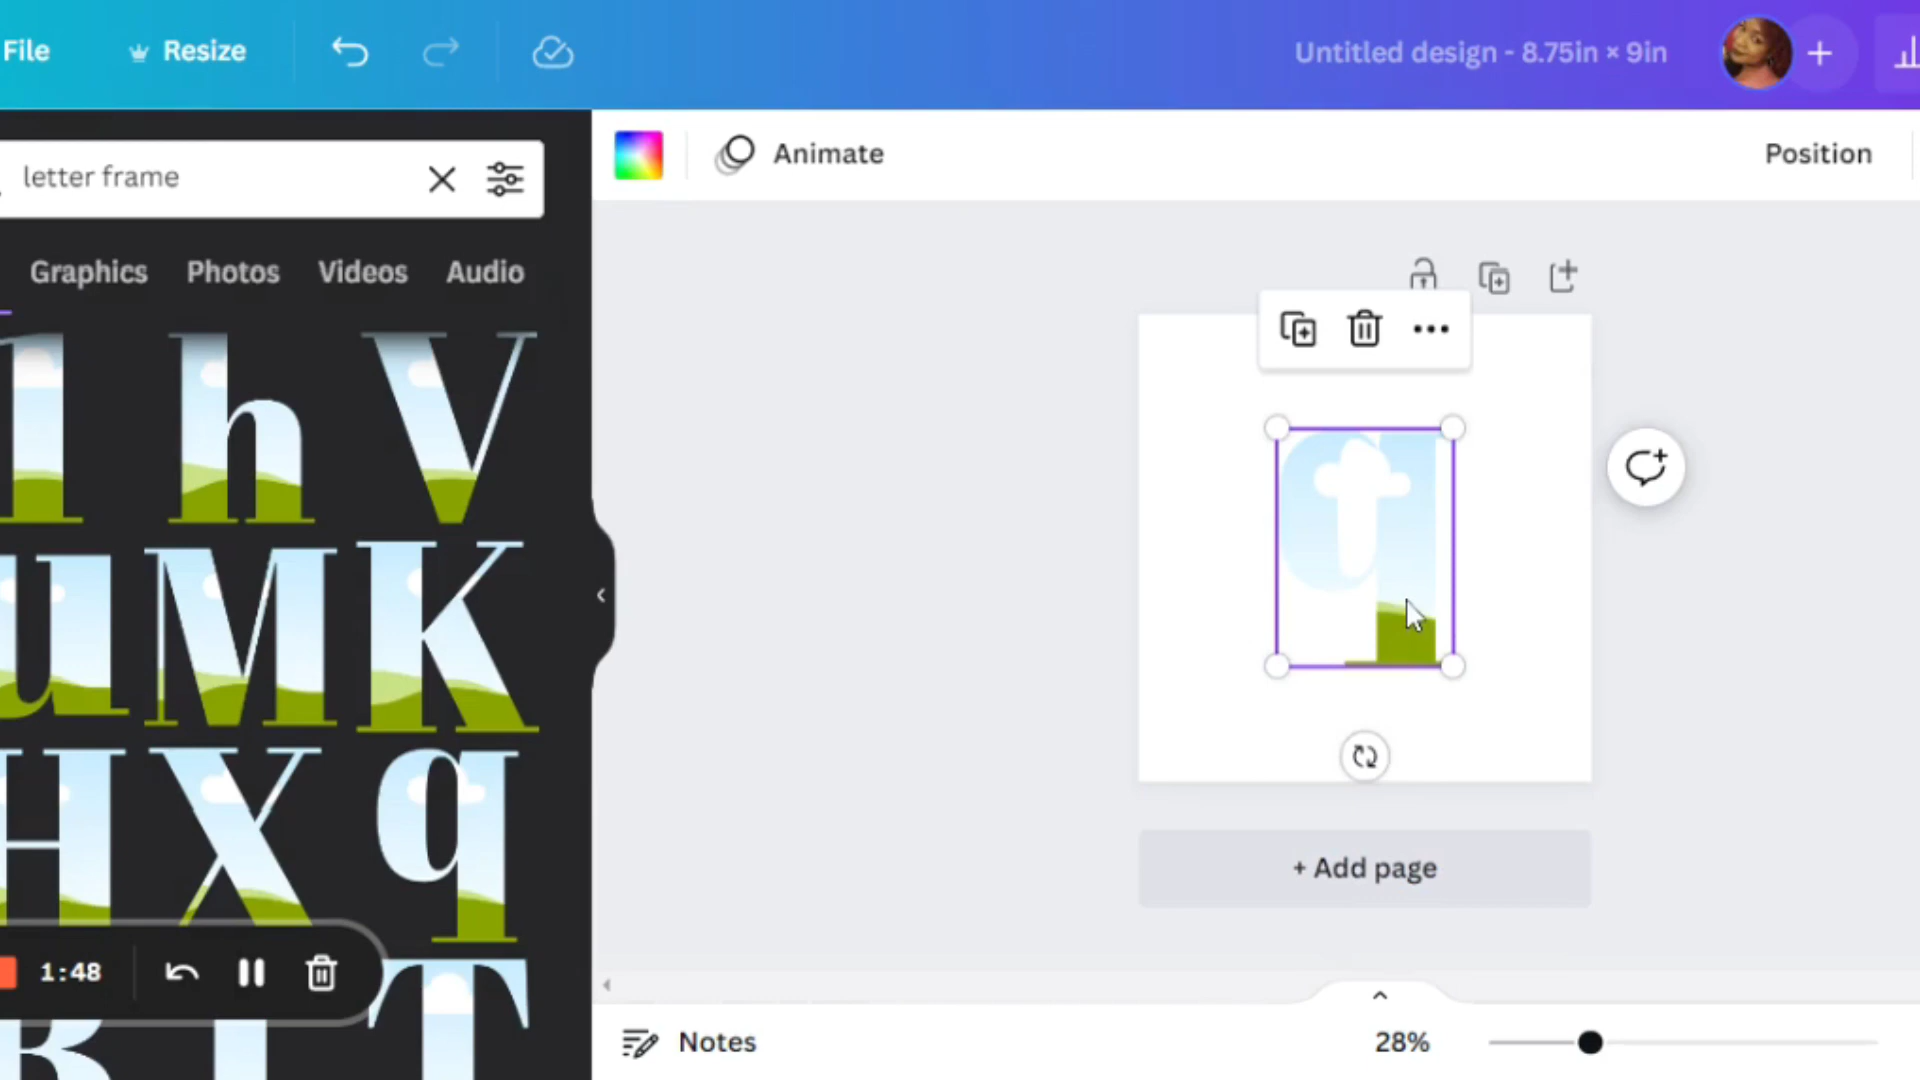 File
Resize
Untitled design - 8.75in × 9in
+
letter frame
Animate
Position
Graphics
Photos
Videos
Audio
h V
u M K
q
H X q
+ Add page
1:48
T
Notes
28%